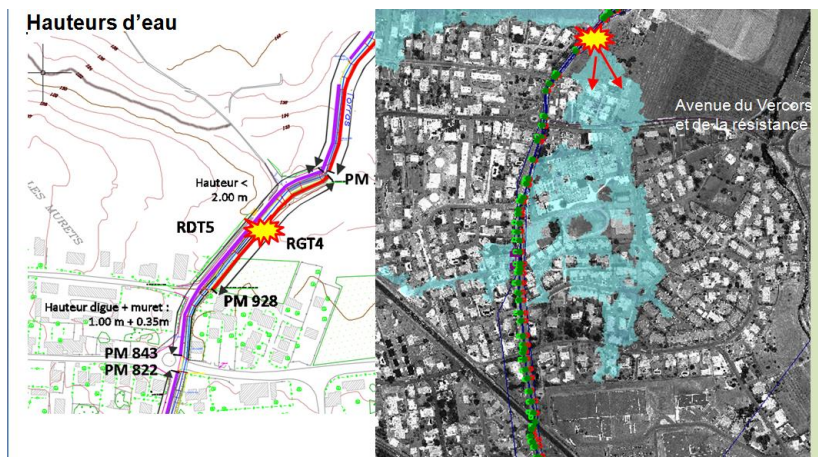 Hauteurs d'eau
Torros
Avenue du Vercors
et de la résistance
Hauteur <
2.00 m
PM
RDT5
RGT4
LES MURETS
PM 928
Hauteur digue + muret :
1.00 m + 0.35m
PM 843
PM 822